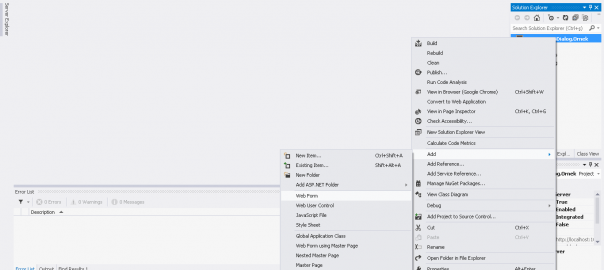 Server Explorer
Solution Explorer
Search Solution Explorer (Ctrl+ş)
Dialog.Ornek
Build
Rebuild
Clean
Publish...
Run Code Analysis
View in Browser (Google Chrome) Ctrl+Shift+W
Convert to Web Application
View in Page Inspector Ctrl+K, Ctrl+G
Check Accessibility...
New Solution Explorer View
Calculate Code Metrics
Add
Add Reference...
Add Service Reference...
Manage NuGet Packages...
View Class Diagram
Debug
Add Project to Source Control...
Cut Ctrl+X
Paste Ctrl+V
Rename
Open Folder in File Explorer
Properties Alt+Enter
New Item... Ctrl+Shift+A
Existing Item... Shift+Alt+A
New Folder
Add ASP.NET Folder
Web Form
Web User Control
JavaScript File
Style Sheet
Global Application Class
Web Form using Master Page
Nested Master Page
Master Page
Error List
0 Errors
0 Warnings
0 Messages
Description
Error List Output Find Results 1
Expl... Class View
log.Ornek Project
Server
True
Enabled
Integrated
False
http://localhost:1
ver